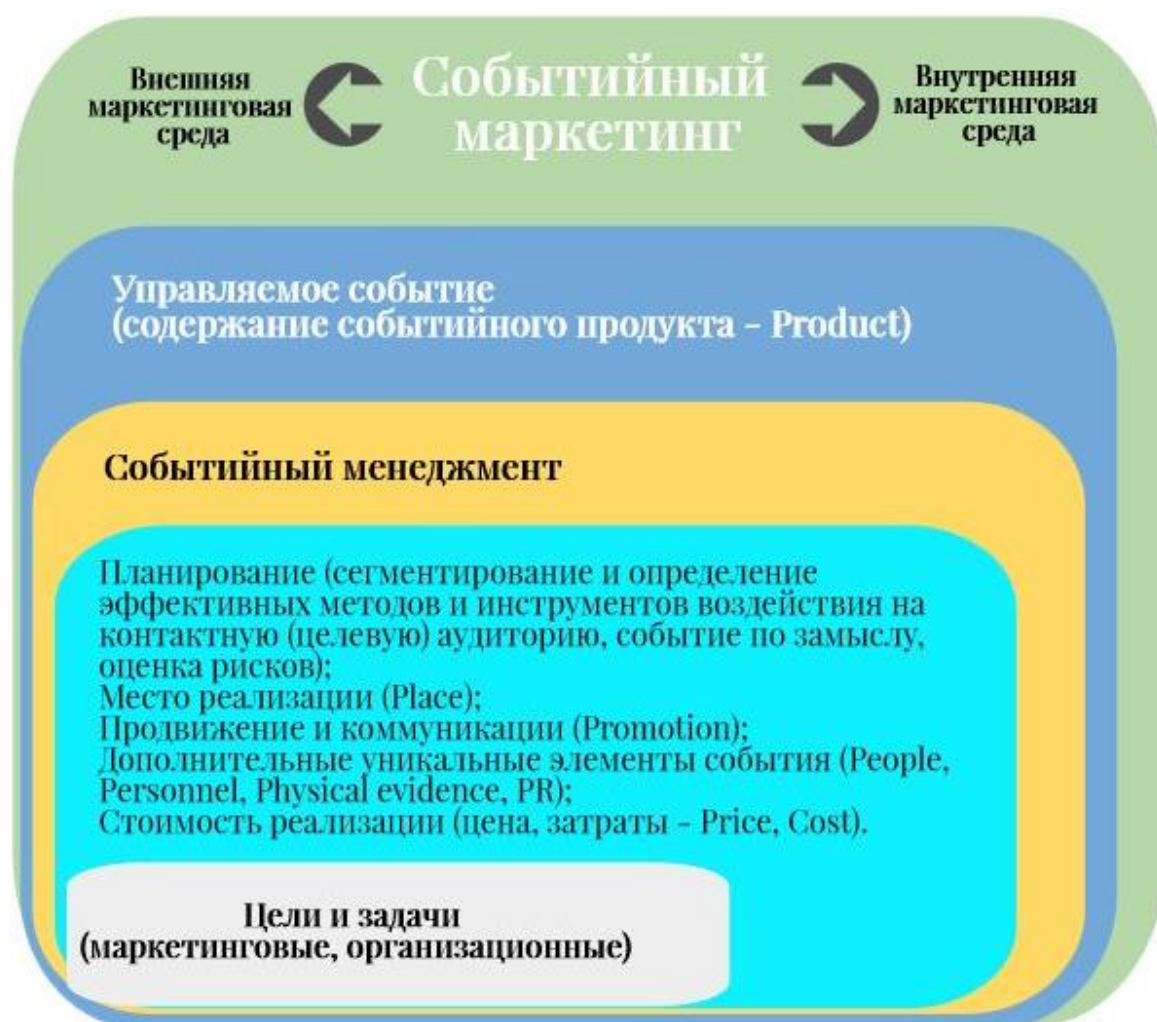 Внешняя
маркетинговая
среда
Событийный
маркетинг
Внутренняя
маркетинговая
среда
Управляемое событие
(содержание событийного продукта – Product)
Событийный менеджмент
Планирование (сегментирование и определение
эффективных методов и инструментов воздействия на
контактную (целевую) аудиторию, событие по замыслу,
оценка рисков);
Место реализации (Place);
Продвижение и коммуникации (Promotion);
Дополнительные уникальные элементы события (People,
Personnel, Physical evidence, PR);
Стоимость реализации (цена, затраты – Price, Cost).
Цели и задачи
(маркетинговые, организационные)